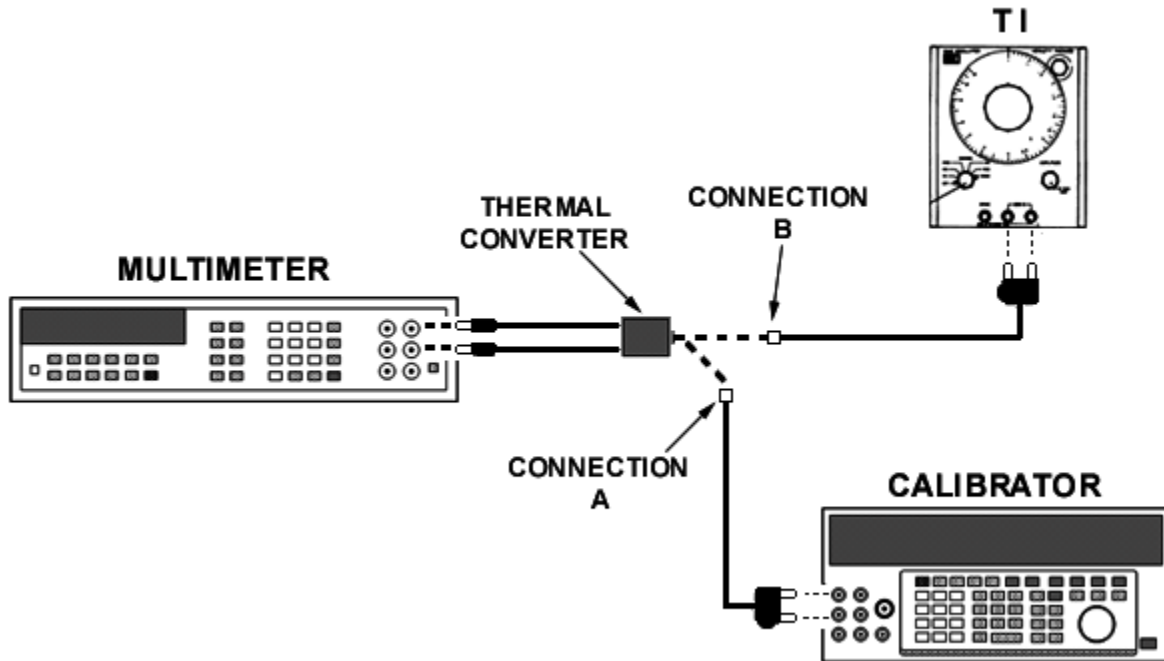 T I
THERMAL
CONVERTER
CONNECTION
B
MULTIMETER
CONNECTION
A
CALIBRATOR